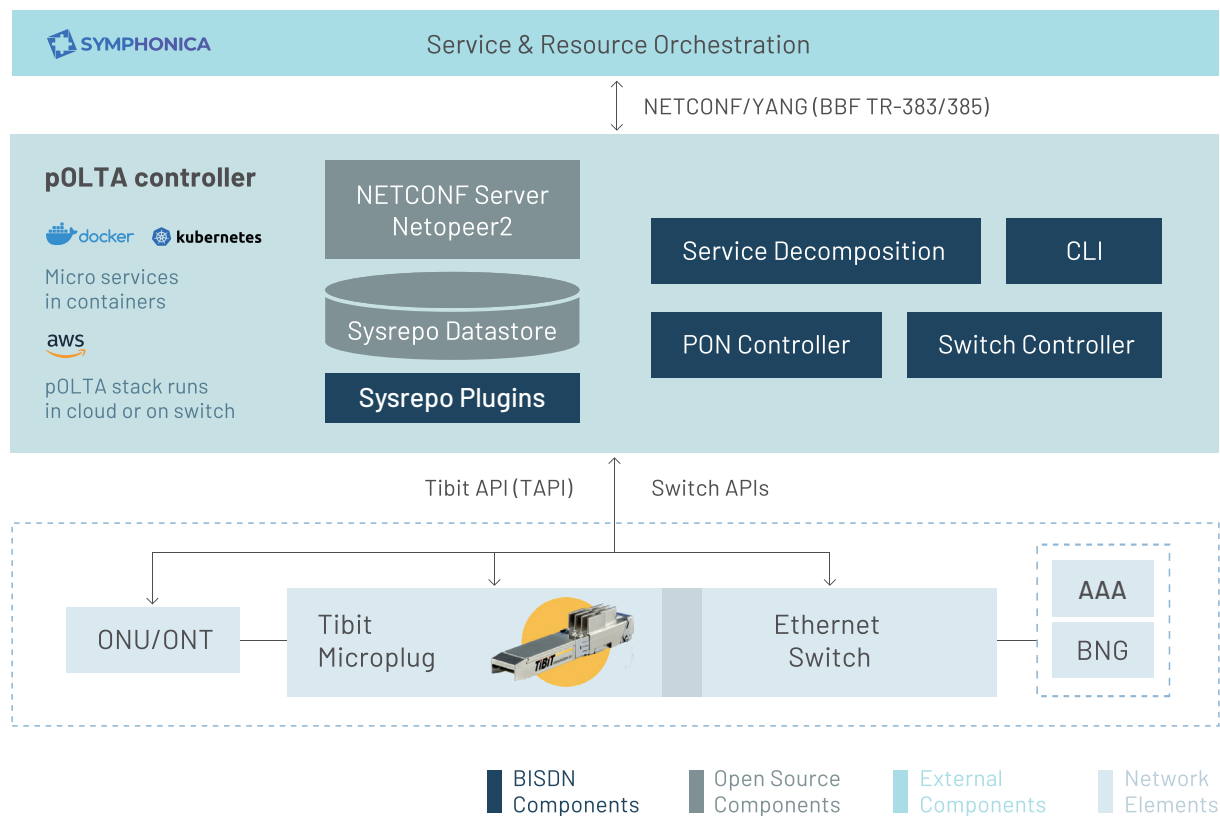 SYMPHONICA
Service & Resource Orchestration
NETCONF/YANG (BBF TR-383/385)
pOLTA controller
docker
kubernetes
Micro services
in containers
aws
pOLTA stack runs
in cloud or on switch
NETCONF Server
Netopeer2
Sysrepo Datastore
Sysrepo Plugins
Service Decomposition
CLI
PON Controller
Switch Controller
Tibit API (TAPI)
Switch APIs
ONU/ONT
Tibit
Microplug
TiBiT
Ethernet
Switch
AAA
BNG
BISDN
Components
Open Source
Components
External
Components
Network
Elements